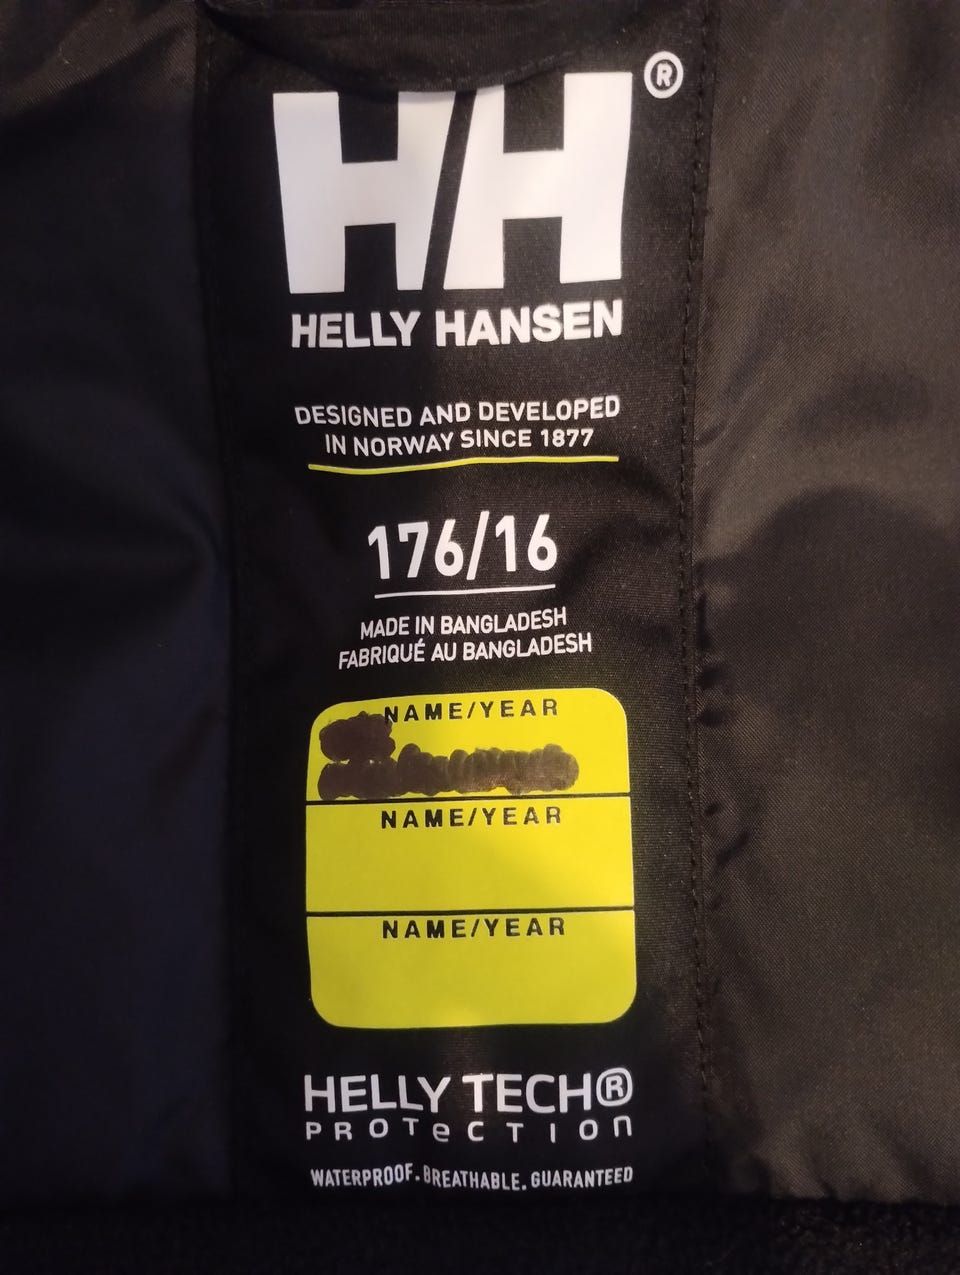 HH®
HELLY HANSEN
DESIGNED AND DEVELOPED
IN NORWAY SINCE 1877
176/16
MADE IN BANGLADESH
FABRIQUÉ AU BANGLADESH
NAME/YEAR
NAME/YEAR
NAME/YEAR
HELLY TECH®
PROTeCTIOn
WATERPROOF. BREATHABLE. GUARANTEED